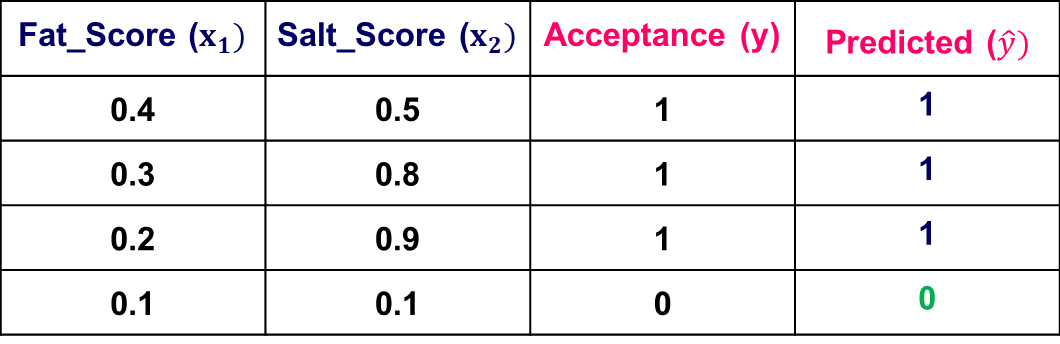 Fat_Score (x₁) Salt_Score (x₂) Acceptance (y) Predicted (ŷ)
0.4 0.5 1 1
0.3 0.8 1 1
0.2 0.9 1 1
0.1 0.1 0 0